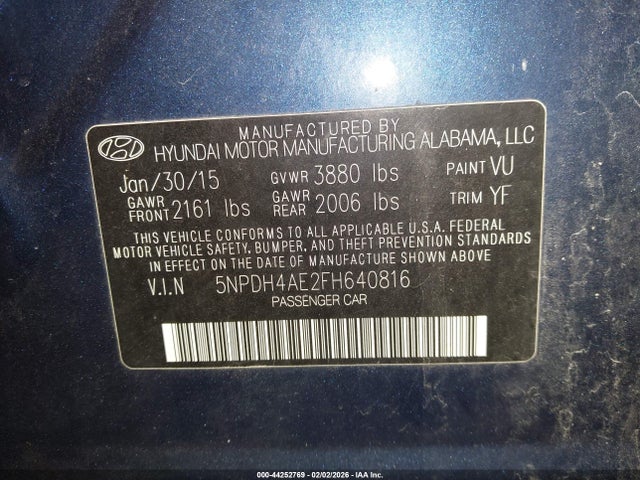 MANUFACTURED BY
HYUNDAI MOTOR MANUFACTURING ALABAMA, LLC
Jan/30/15 GVWR 3880 lbs PAINT VU
GAWR FRONT 2161 lbs GAWR REAR 2006 lbs TRIM YF
THIS VEHICLE CONFORMS TO ALL APPLICABLE U.S.A. FEDERAL
MOTOR VEHICLE SAFETY, BUMPER, AND THEFT PREVENTION STANDARDS
IN EFFECT ON THE DATE OF MANUFACTURE SHOWN ABOVE
V.I.N 5NPDH4AE2FH640816
PASSENGER CAR
000-44252769 - 02/02/2026 - IAA Inc.